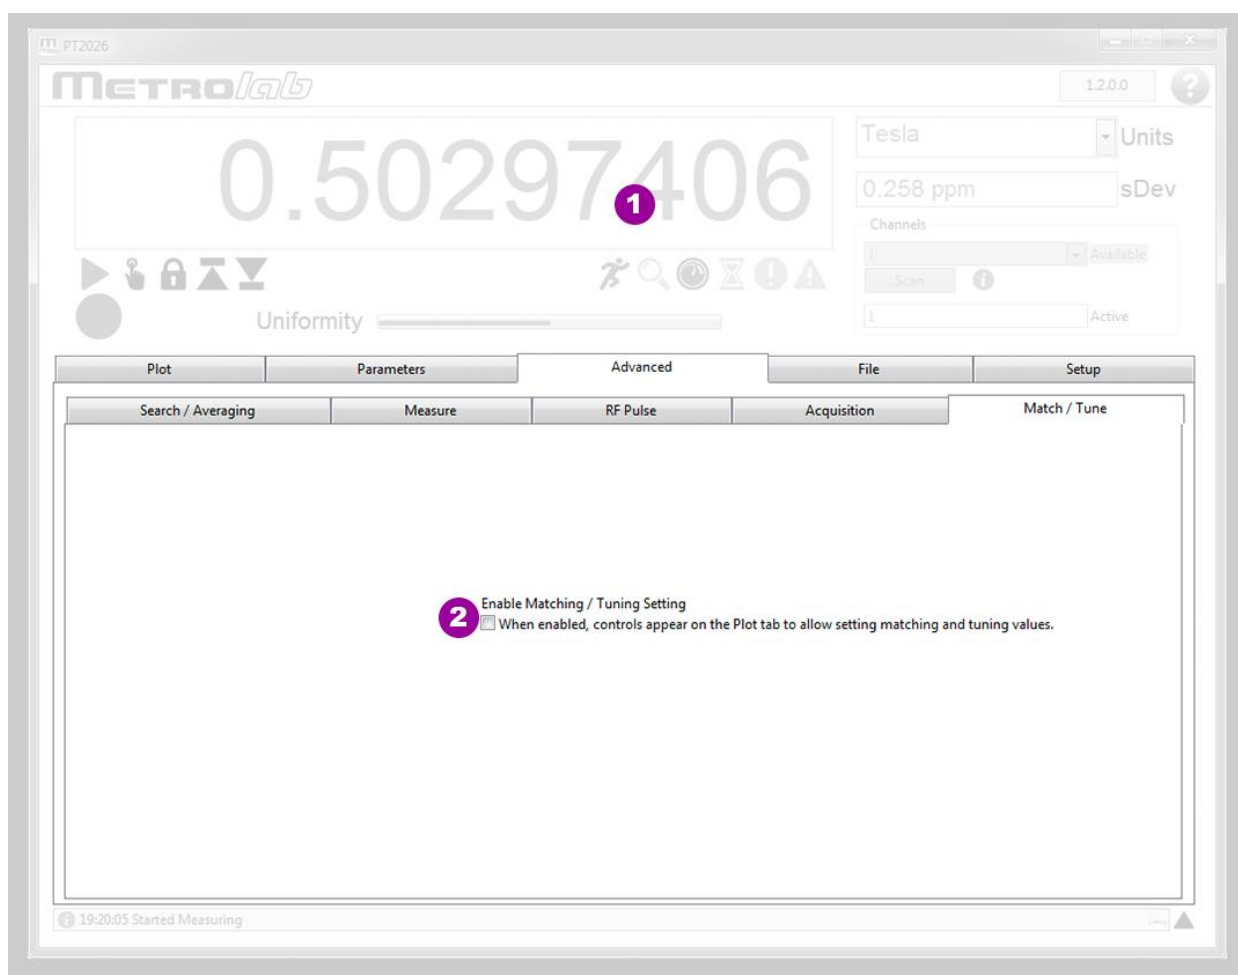 PT2026
METROlab
1.2.0.0
?
0.50297406
1
Tesla
Units
0.258 ppm
sDev
Channels
1
Available
Scan
i
1
Active
Uniformity
Plot
Parameters
Advanced
File
Setup
Search / Averaging
Measure
RF Pulse
Acquisition
Match / Tune
2
Enable Matching / Tuning Setting
When enabled, controls appear on the Plot tab to allow setting matching and tuning values.
19:20:05 Started Measuring